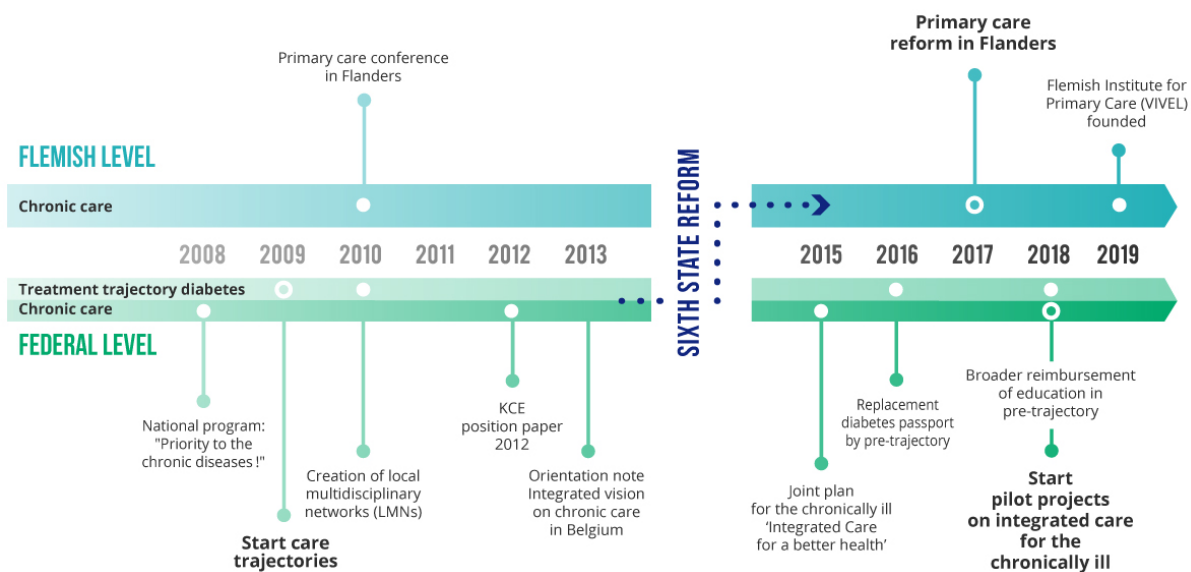 Primary care
reform in Flanders
Primary care conference
in Flanders
Flemish Institute for
Primary Care (VIVEL)
founded
FLEMISH LEVEL
Chronic care
SIXTH STATE REFORM
2008 2009 2010 2011 2012 2013 2015 2016 2017 2018 2019
Treatment trajectory diabetes
Chronic care
FEDERAL LEVEL
National program:
"Priority to the
chronic diseases !"
Start care
trajectories
Creation of local
multidisciplinary
networks (LMNs)
KCE
position paper
2012
Orientation note
Integrated vision
on chronic care
in Belgium
Joint plan
for the chronically ill
‘Integrated Care
for a better health’
Replacement
diabetes passport
by pre-trajectory
Broader reimbursement
of education in
pre-trajectory
Start
pilot projects
on integrated care
for the
chronically ill